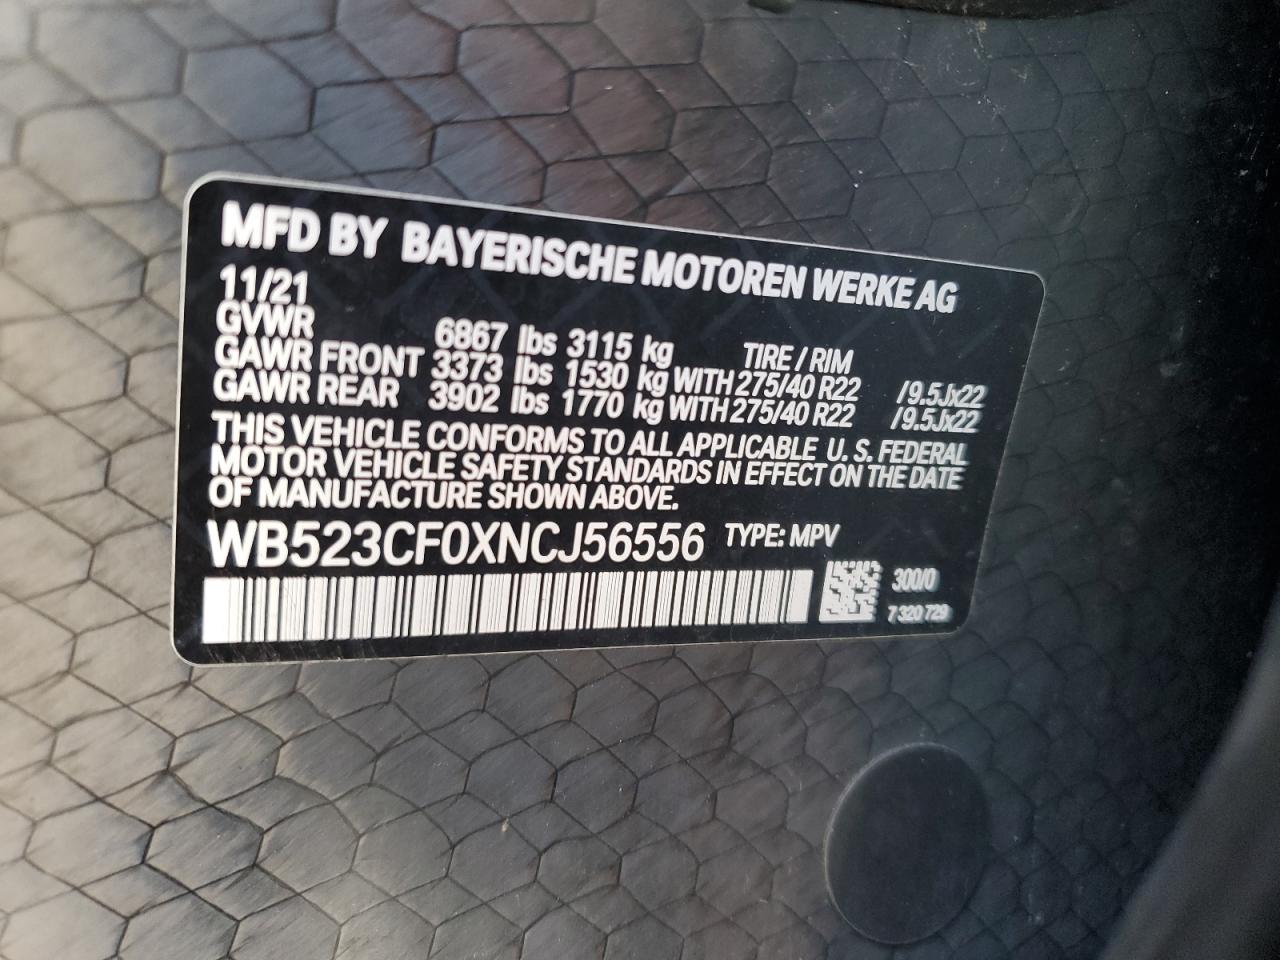 MFD BY BAYERISCHE MOTOREN WERKE AG
11/21
GVWR 6867 lbs 3115 kg TIRE / RIM
GAWR FRONT 3373 lbs 1530 kg WITH 275/40 R22 /9.5Jx22
GAWR REAR 3902 lbs 1770 kg WITH 275/40 R22 /9.5Jx22
THIS VEHICLE CONFORMS TO ALL APPLICABLE U. S. FEDERAL
MOTOR VEHICLE SAFETY STANDARDS IN EFFECT ON THE DATE
OF MANUFACTURE SHOWN ABOVE.
WB523CF0XNCJ56556 TYPE: MPV
300/0
7 320 729